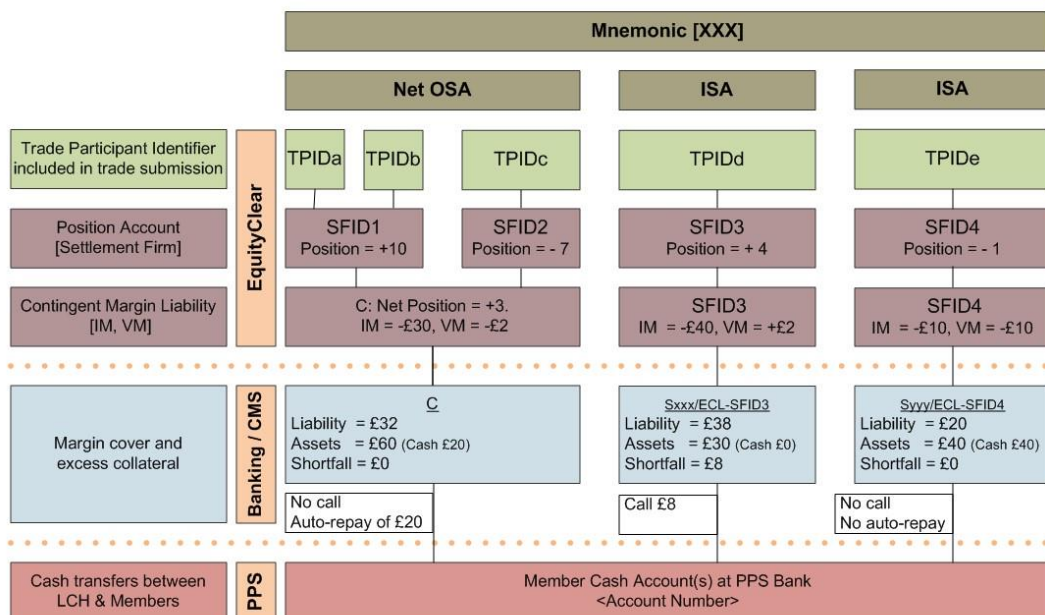 Mnemonic [XXX]
Net OSA
ISA
ISA
Trade Participant Identifier
included in trade submission
EquityClear
TPIDa
TPIDb
TPIDc
TPIDd
TPIDe
Position Account
[Settlement Firm]
SFID1
Position = +10
SFID2
Position = - 7
SFID3
Position = + 4
SFID4
Position = - 1
Contingent Margin Liability
[IM, VM]
C: Net Position = +3.
IM = -£30, VM = -£2
SFID3
IM = -£40, VM = +£2
SFID4
IM = -£10, VM = -£10
Margin cover and
excess collateral
Banking / CMS
C
Liability = £32
Assets = £60 (Cash £20)
Shortfall = £0
No call
Auto-repay of £20
Sxxx/ECL-SFID3
Liability = £38
Assets = £30 (Cash £0)
Shortfall = £8
Call £8
Syyy/ECL-SFID4
Liability = £20
Assets = £40 (Cash £40)
Shortfall = £0
No call
No auto-repay
Cash transfers between
LCH & Members
PPS
Member Cash Account(s) at PPS Bank
<Account Number>